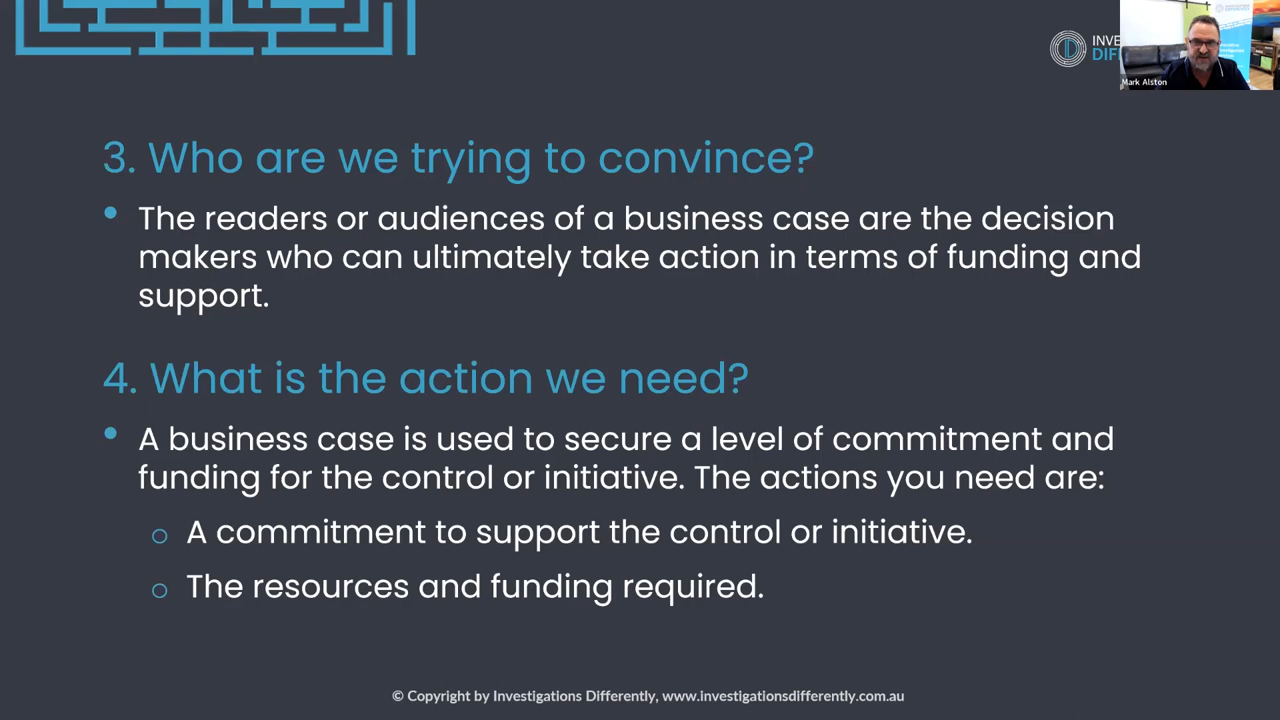 INVE
DIF
Mark Alston
3. Who are we trying to convince?
The readers or audiences of a business case are the decision
makers who can ultimately take action in terms of funding and
support.
4. What is the action we need?
A business case is used to secure a level of commitment and
funding for the control or initiative. The actions you need are:
A commitment to support the control or initiative.
The resources and funding required.
© Copyright by Investigations Differently, www.investigationsdifferently.com.au